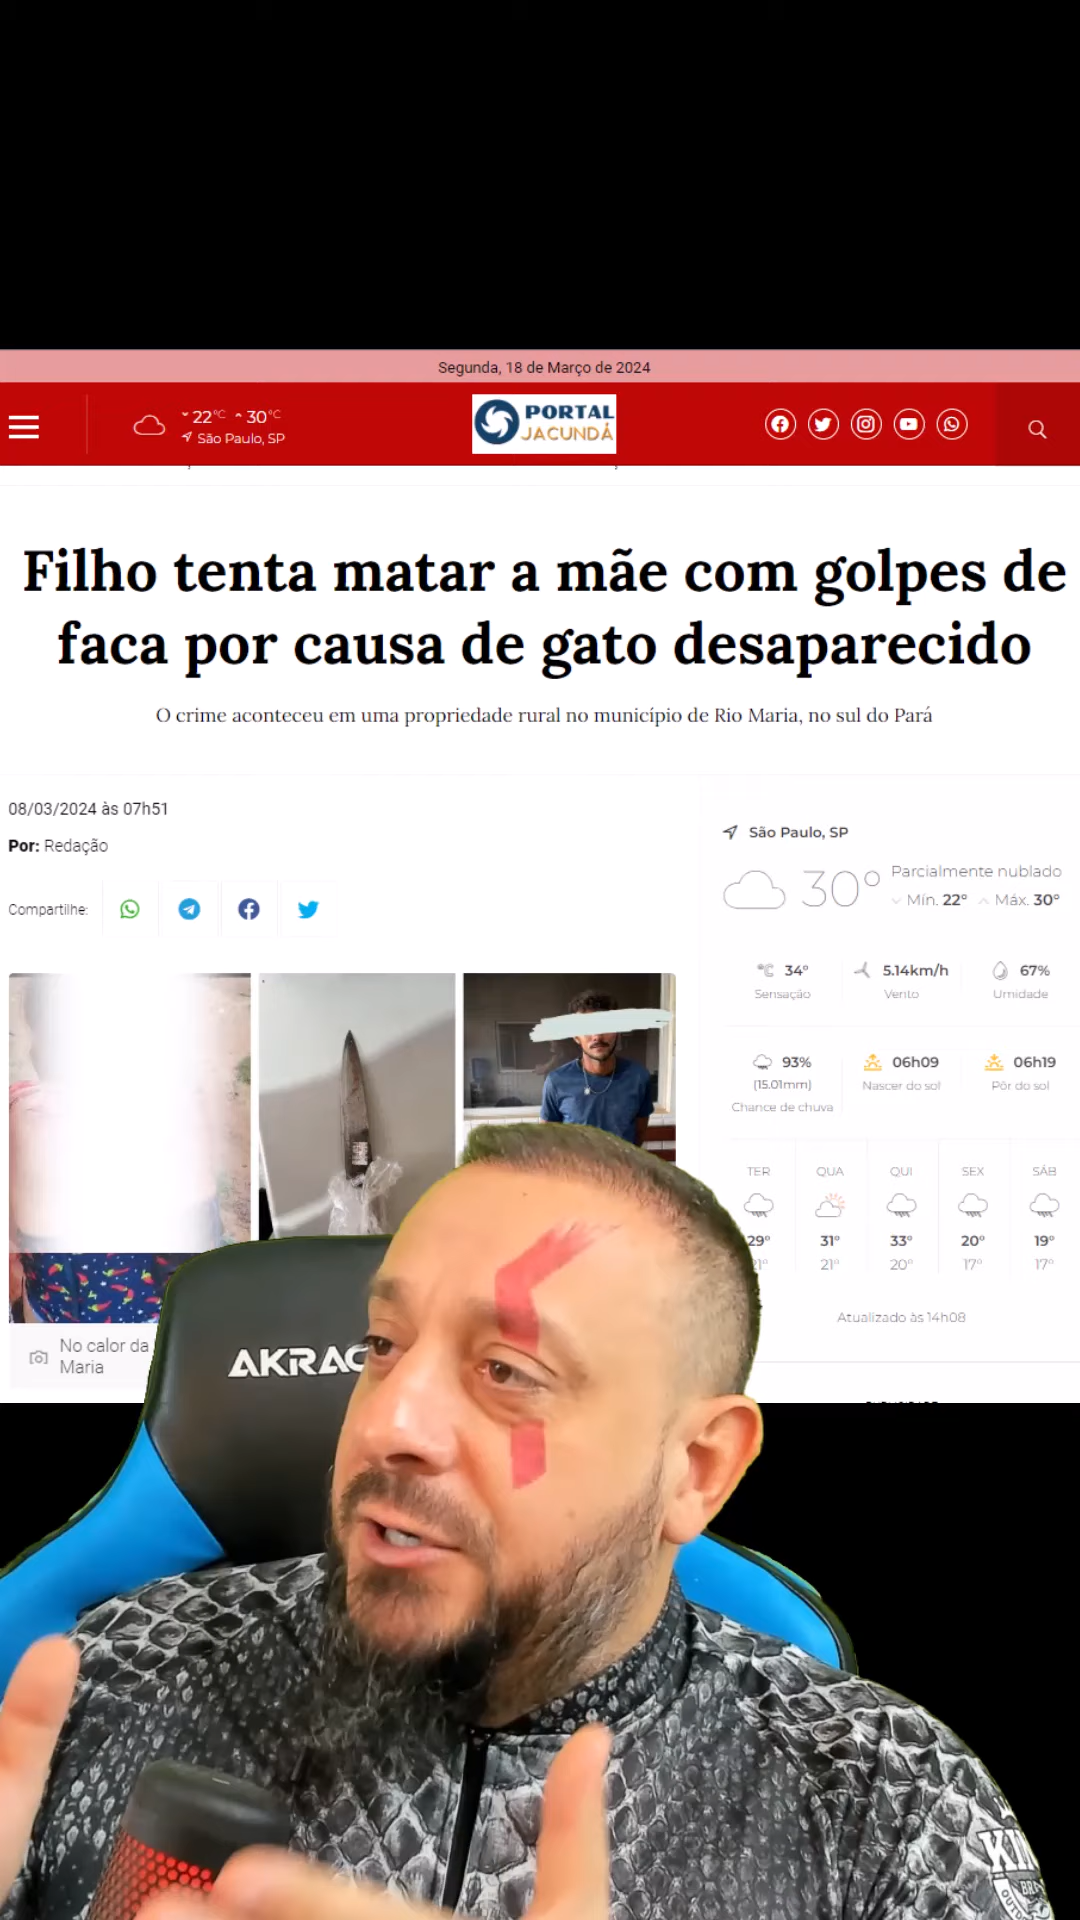 Segunda, 18 de Março de 2024
22°C 30°C
São Paulo, SP
PORTAL
JACUNDÁ
Filho tenta matar a mãe com golpes de
faca por causa de gato desaparecido
O crime aconteceu em uma propriedade rural no município de Rio Maria, no sul do Pará
08/03/2024 às 07h51
Por: Redação
Compartilhe:
No calor da
Maria
São Paulo, SP
30°
Parcialmente nublado
Mín. 22° Máx. 30°
°C 34°
Sensação
5.14km/h
Vento
67%
Umidade
93%
(15.01mm)
Chance de chuva
06h09
Nascer do sol
06h19
Pôr do sol
TER QUA QUI SEX SÁB
29° 31° 33° 20° 19°
21° 21° 20° 17° 17°
Atualizado às 14h08
AKRAC
KIN
BR
OUTD